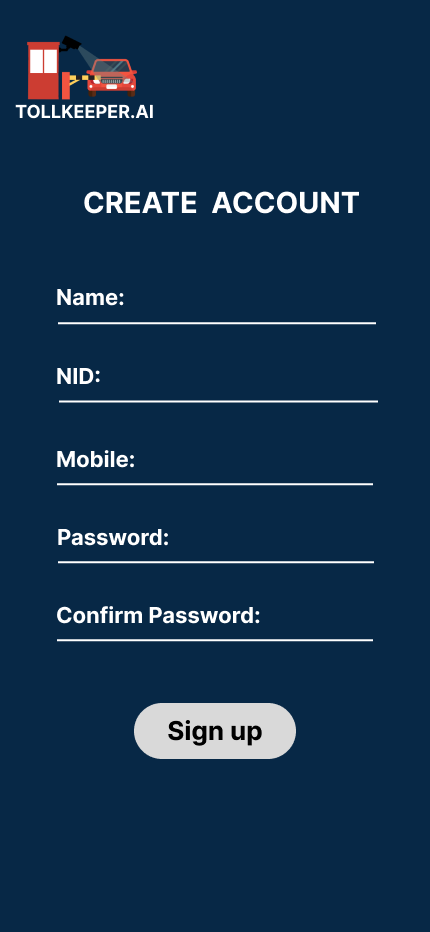 TOLLKEEPER.AI
CREATE ACCOUNT
Name:
NID:
Mobile:
Password:
Confirm Password:
Sign up